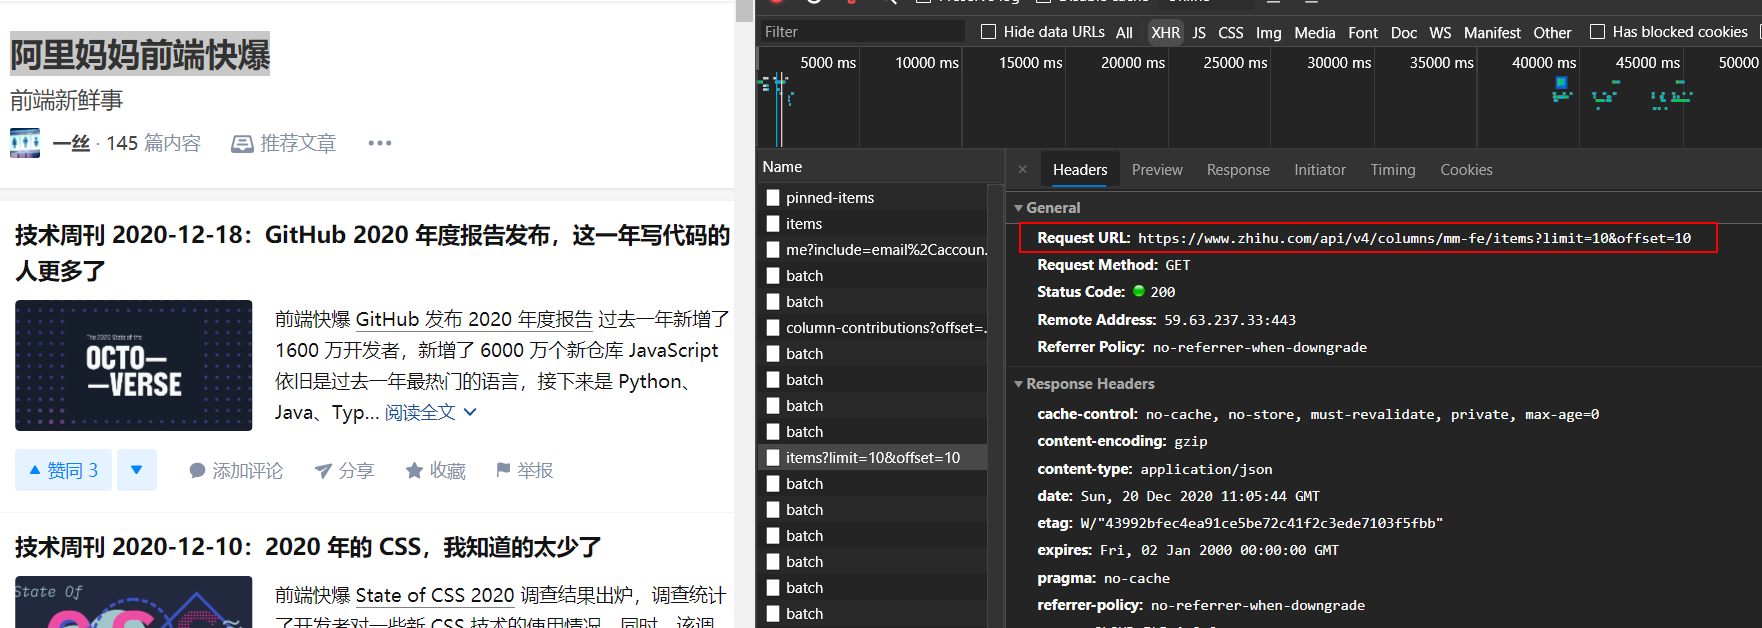 阿里妈妈前端快爆
前端新鲜事
一丝 · 145 篇内容 推荐文章 •••
技术周刊 2020-12-18：GitHub 2020 年度报告发布，这一年写代码的
人更多了
The 2020 State of the
OCTO—
—VERSE
前端快爆 GitHub 发布 2020 年度报告 过去一年新增了
1600 万开发者，新增了 6000 万个新仓库 JavaScript
依旧是过去一年最热门的语言，接下来是 Python、
Java、Typ... 阅读全文
赞同 3 添加评论 分享 收藏 举报
技术周刊 2020-12-10：2020 年的 CSS，我知道的太少了
State Of
前端快爆 State of CSS 2020 调查结果出炉，调查统计
了开发者对一些新 CSS 技术的使用情况，同时，该调
Filter Hide data URLs All XHR JS CSS Img Media Font Doc WS Manifest Other Has blocked cookies
5000 ms 10000 ms 15000 ms 20000 ms 25000 ms 30000 ms 35000 ms 40000 ms 45000 ms 50000
Name
pinned-items
items
me?include=email%2Caccoun.
batch
batch
column-contributions?offset=.
batch
batch
batch
batch
items?limit=10&offset=10
batch
batch
batch
batch
batch
batch
× Headers Preview Response Initiator Timing Cookies
General
Request URL: https://www.zhihu.com/api/v4/columns/mm-fe/items?limit=10&offset=10
Request Method: GET
Status Code: 200
Remote Address: 59.63.237.33:443
Referrer Policy: no-referrer-when-downgrade
Response Headers
cache-control: no-cache, no-store, must-revalidate, private, max-age=0
content-encoding: gzip
content-type: application/json
date: Sun, 20 Dec 2020 11:05:44 GMT
etag: W/"43992bfec4ea91ce5be72c41f2c3ede7103f5fbb"
expires: Fri, 02 Jan 2000 00:00:00 GMT
pragma: no-cache
referrer-policy: no-referrer-when-downgrade